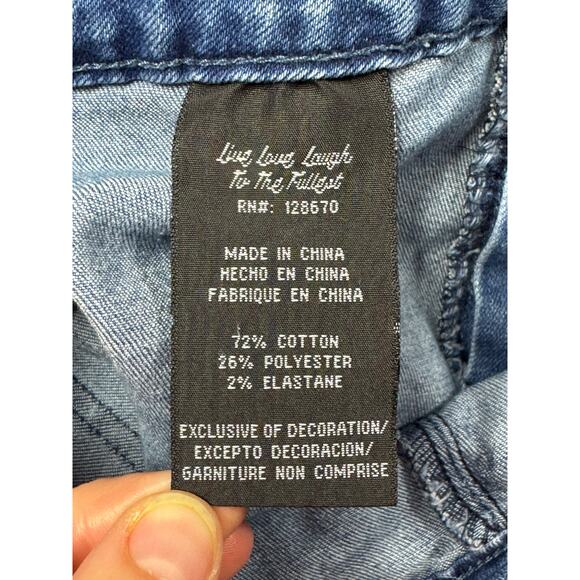 Live Love Laugh
To The Fullest
RN#: 128670
MADE IN CHINA
HECHO EN CHINA
FABRIQUE EN CHINA
72% COTTON
26% POLYESTER
2% ELASTANE
EXCLUSIVE OF DECORATION/
EXCEPTO DECORACION/
GARNITURE NON COMPRISE